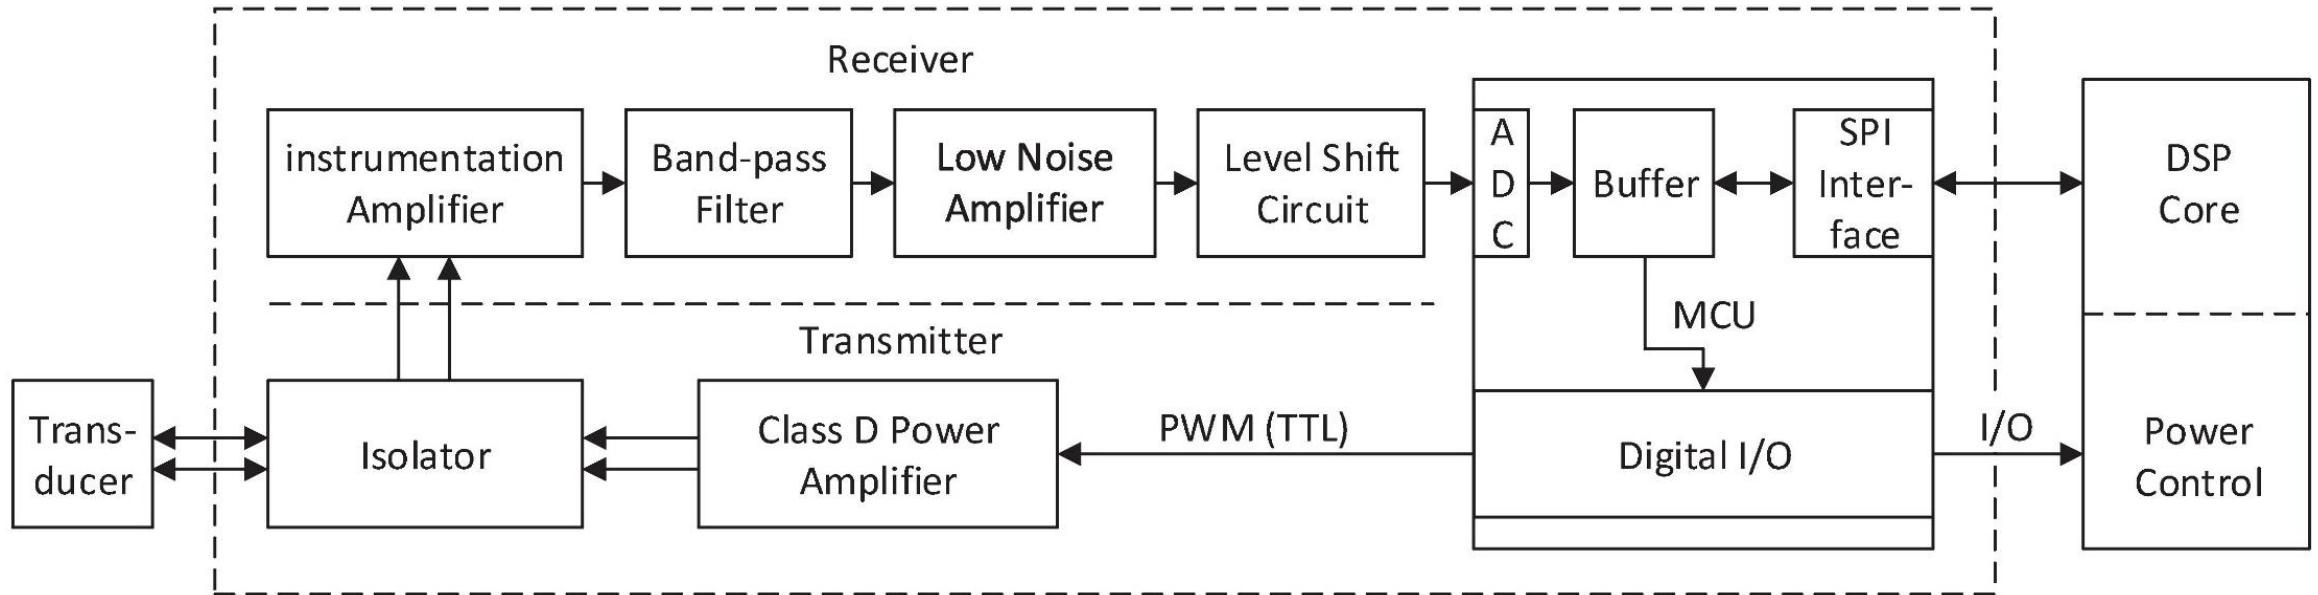 Receiver
instrumentation
Amplifier
Band-pass
Filter
Low Noise
Amplifier
Level Shift
Circuit
A
D
C
Buffer
SPI
Inter-
face
DSP
Core
MCU
Transmitter
Trans-
ducer
Isolator
Class D Power
Amplifier
PWM (TTL)
Digital I/O
I/O
Power
Control